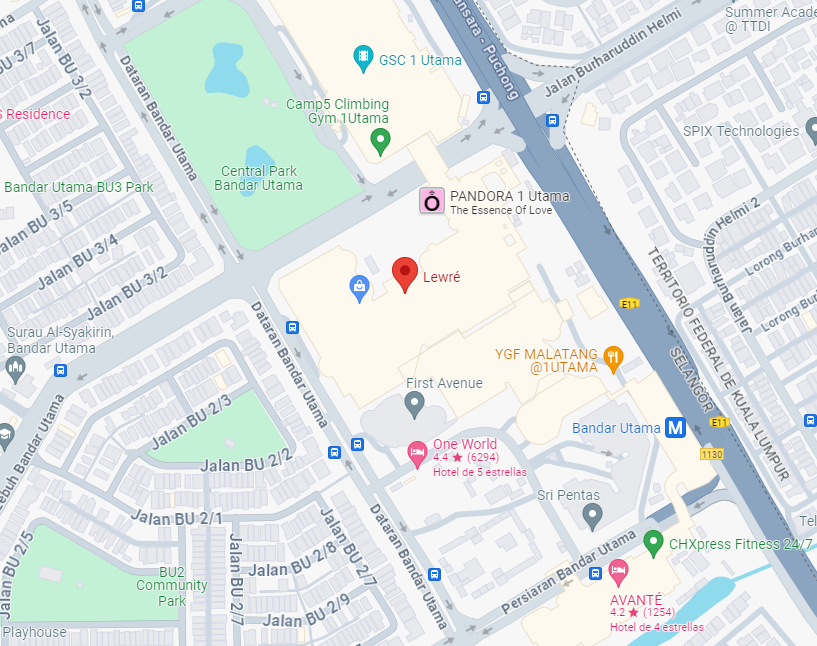 Summer Acade
@ TTDI
ansara - Puchong
Jalan Burharuddin Helmi
Jalan BU 3/2
BU 3/7
GSC 1 Utama
Dataran Bandar Utama
Camp5 Climbing
Gym 1Utama
S Residence
SPIX Technologies
Central Park
Bandar Utama
Bandar Utama BU3 Park
PANDORA 1 Utama
The Essence Of Love
Jalan BU 3/5
Jalan BU 3/4
Jalan BU 3/2
Jalan Burharuddin Helmi 2
Lorong Burha
Lorong Burhar
Lewré
E11
TERRITORIO FEDERAL DE KUALA LUMPUR
SELANGOR
Surau Al-Syakirin,
Bandar Utama
Dataran Bandar Utama
YGF MALATANG
@1UTAMA
First Avenue
Jalan BU 2/3
Bandar Utama
M
E11
Lebuh Bandar Utama
One World
4.4 ★ (6294)
Hotel de 5 estrellas
1130
Jalan BU 2/2
Sri Pentas
Jalan BU 2/1
Tel
Dataran Bandar Utama
Persiaran Bandar Utama
CHXpress Fitness 24/7
Jalan BU 2/5
Jalan BU 2/7
Jalan BU 2/8
Jalan BU 2/7
BU2
Community
Park
Jalan BU 2/9
AVANTÉ
4.2 ★ (1254)
Hotel de 4 estrellas
Playhouse